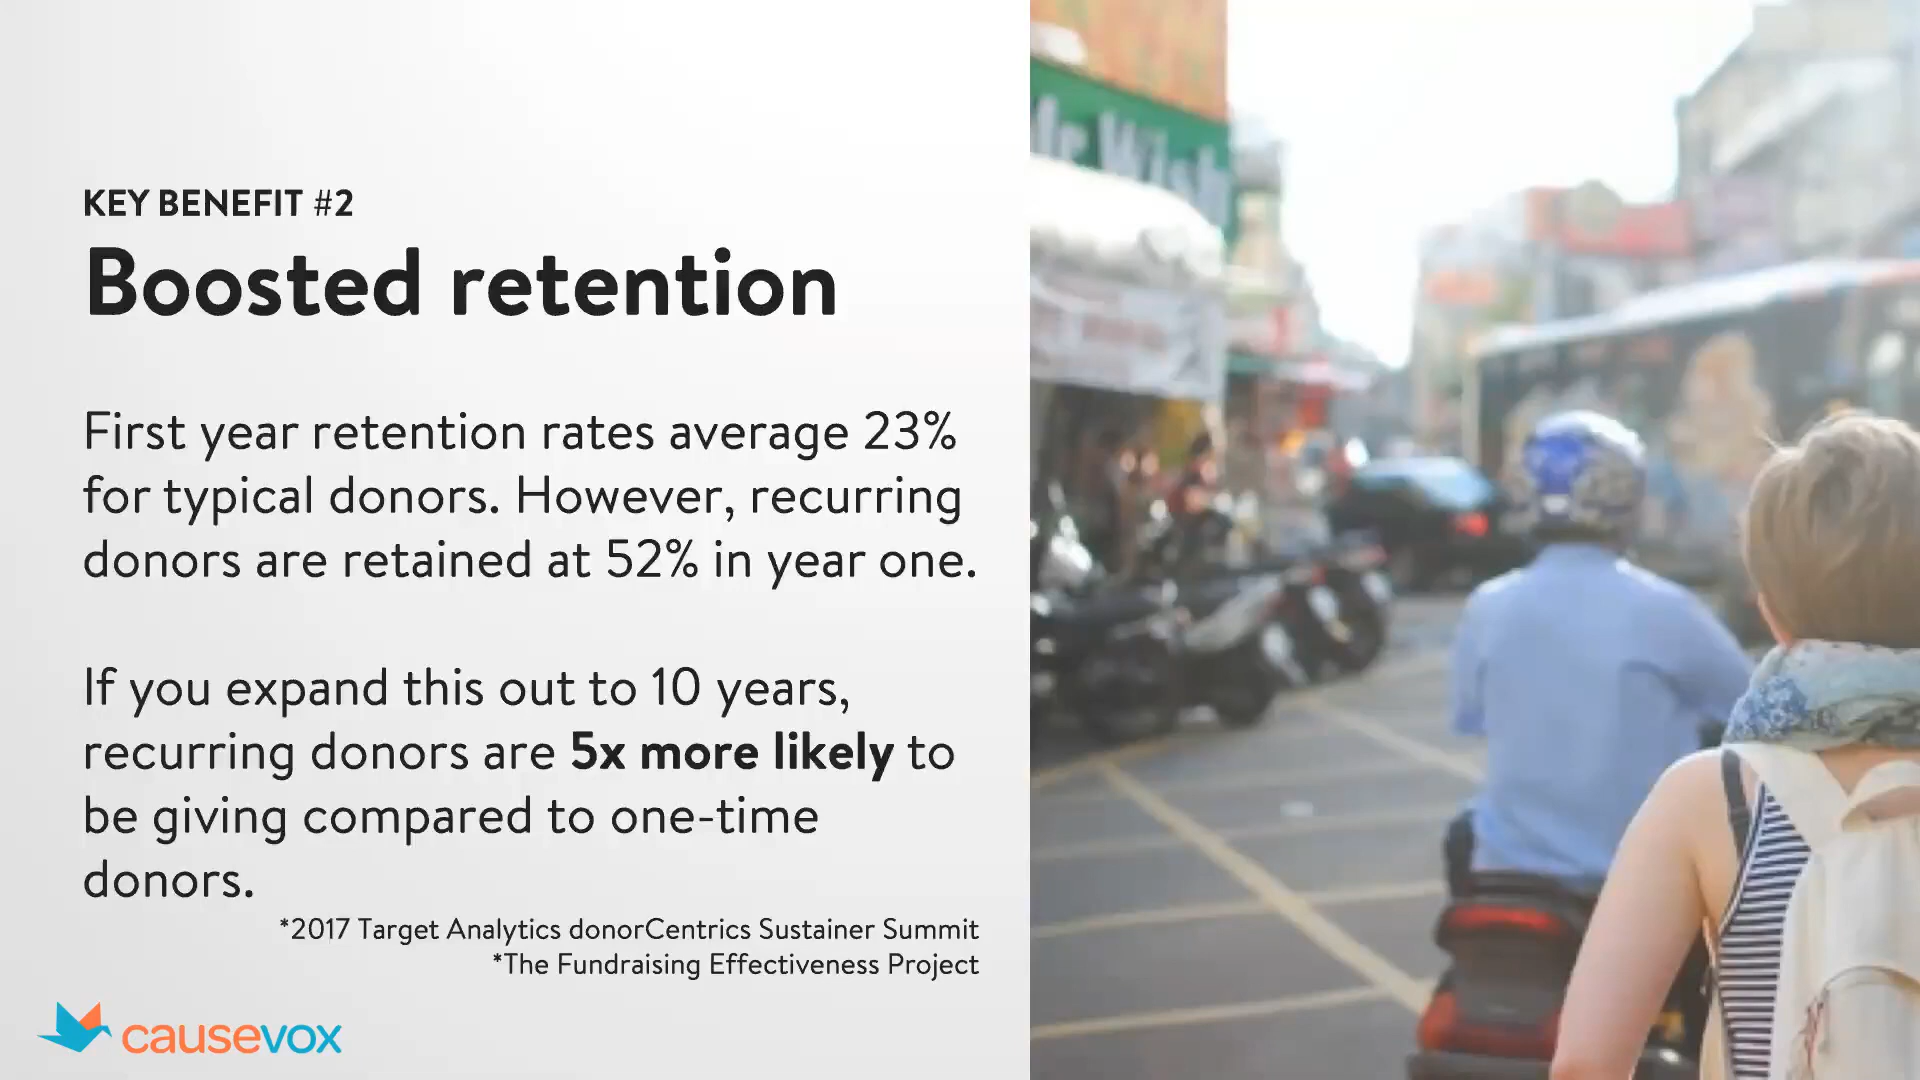 KEY BENEFIT #2
Boosted retention
First year retention rates average 23%
for typical donors. However, recurring
donors are retained at 52% in year one.
If you expand this out to 10 years,
recurring donors are 5x more likely to
be giving compared to one-time
donors.
*2017 Target Analytics donorCentrics Sustainer Summit
*The Fundraising Effectiveness Project
causevox